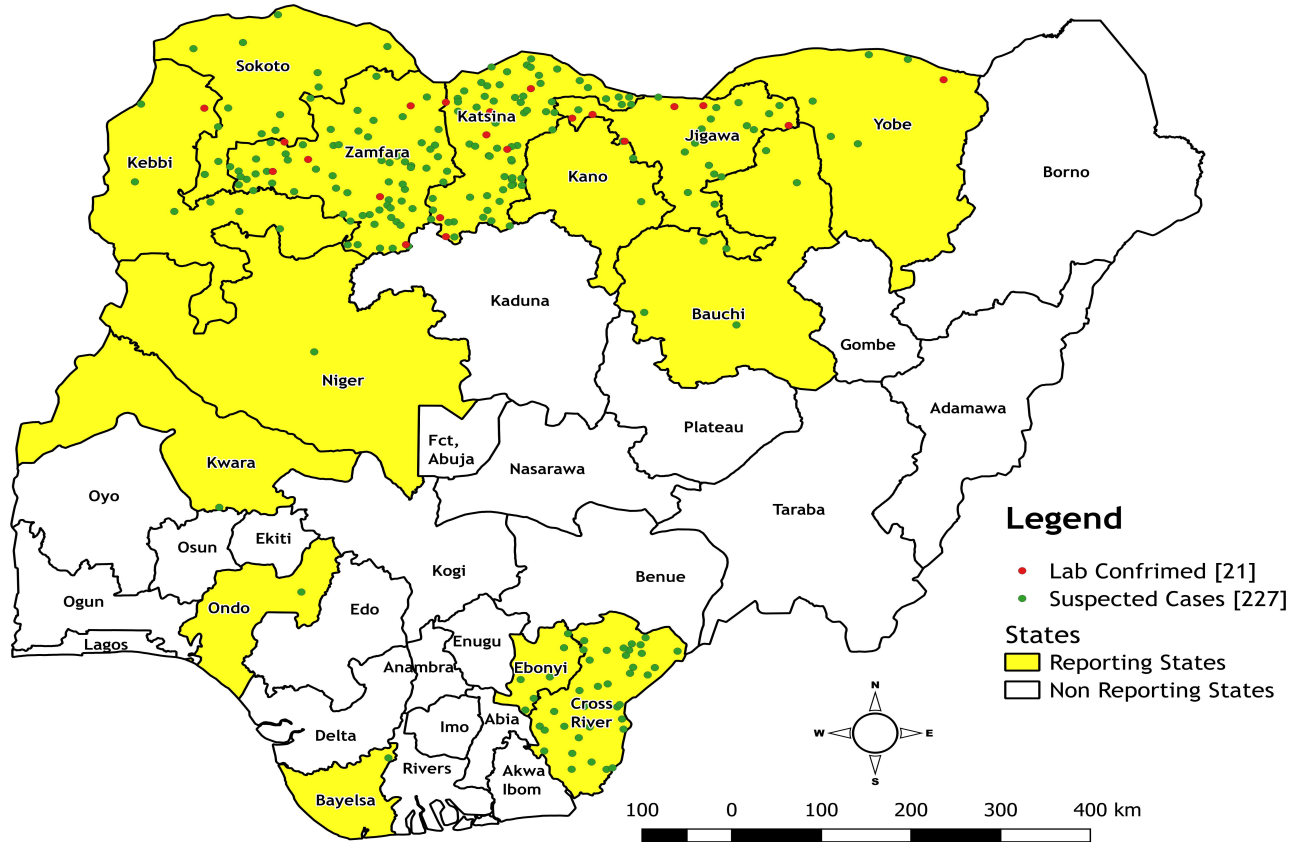 Sokoto
Katsina
Yobe
Kebbi
Zamfara
Jigawa
Kano
Borno
Kaduna
Bauchi
Gombe
Niger
Adamawa
Plateau
Fct,
Abuja
Nasarawa
Kwara
Oyo
Taraba
Osun
Ekiti
Kogi
Benue
Ogun
Ondo
Edo
Lagos
Enugu
Anambra
Ebonyi
Cross
River
Delta
Imo
Abia
Rivers
Akwa
Ibom
Bayelsa
Legend
Lab Confrimed [21]
Suspected Cases [227]
States
Reporting States
Non Reporting States
N
W
E
S
100 0 100 200 300 400 km